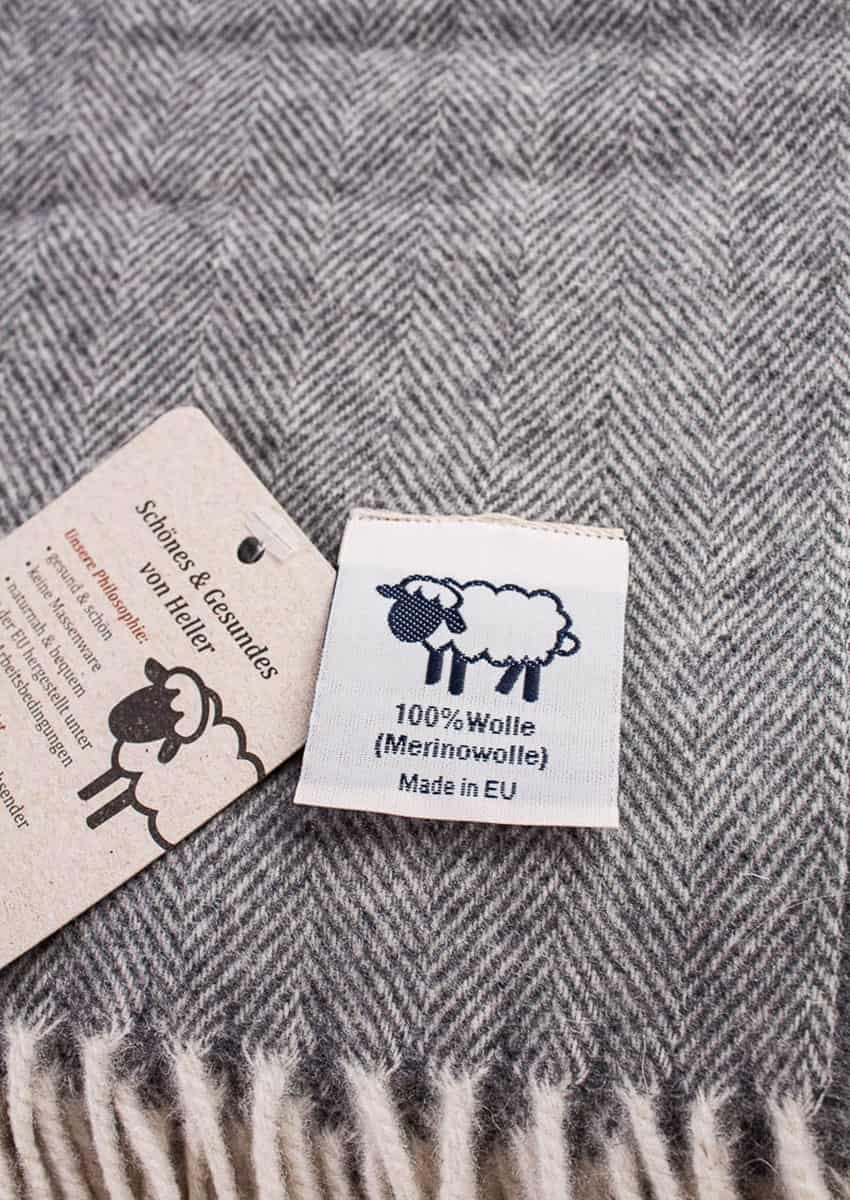 Schönes & Gesundes
von Heller
Unsere Philosophie:
• gesund & schön
• keine Massenware
• naturnah & bequem
der EU hergestellt unter
Arbeitsbedingungen
100%Wolle
(Merinowolle)
Made in EU